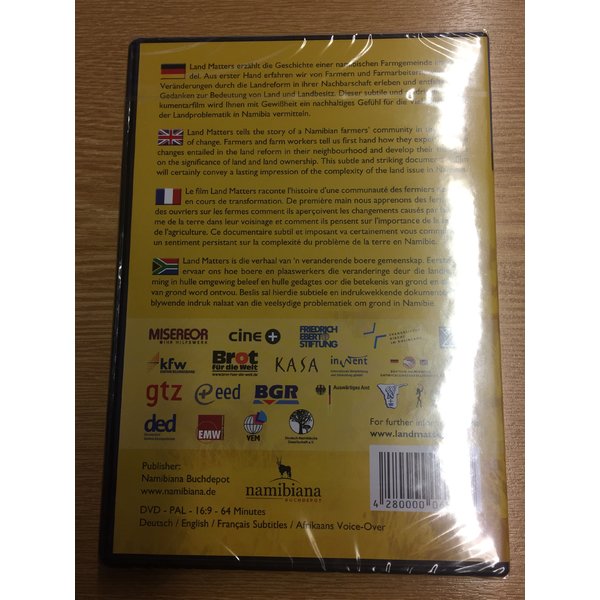 Land Matters erzählt die Geschichte einer namibischen Farmgemeinde im
del. Aus erster Hand erfahren wir von Farmern und Farmarbeitern
Veränderungen durch die Landreform in ihrer Nachbarschaft erleben und
Gedanken zur Bedeutung von Land und Landbesitz. Dieser subtile und
kumentarfilm wird Ihnen mit Gewißheit ein nachhaltiges Gefühl für die
der Landproblematik in Namibia vermitteln.
Land Matters tells the story of a Namibian farmers' community in
of change. Farmers and farm workers tell us first hand how they
changes entailed in the land reform in their neighbourhood and develop their
on the significance of land and land ownership. This subtle and striking
will certainly convey a lasting impression of the complexity of the land issue in
Le film Land Matters raconte l'histoire d'une communauté des fermiers
en cours de transformation. De première main nous apprenons des
des ouvriers sur les fermes comment ils aperçoivent les changements causés par
me de la terre dans leur voisinage et comment ils pensent sur l'importance de la
de l'agriculture. Ce documentaire subtil et imposant va certainement vous
un sentiment persistant sur la complexité du problème de la terre en Namibie.
Land Matters is die verhaal van 'n veranderende boere gemeenskap.
ervaar ons hoe boere en plaaswerkers die veranderinge deur die
ming in hulle omgewing beleef en hulle gedagtes oor die betekenis van grond en
van grond word ontvou. Beslis sal hierdie subtiele en indrukwekkende
blywende indruk nalaat van die veelsydige problematiek om grond in Namibie.
MISEREOR cine+ FRIEDRICH EBERT STIFTUNG
IHR HILFSWERK
kfw Brot für die Welt KASA inWEnt
gtz eed BGR Auswärtiges Amt
ded EMW VEM
For further
www.landmatt
Publisher:
Namibiana Buchdepot
www.namibiana.de
namibiana
BUCHDEPOT
4 280000
DVD - PAL - 16:9 - 64 Minutes
Deutsch / English / Français Subtitles / Afrikaans Voice-Over